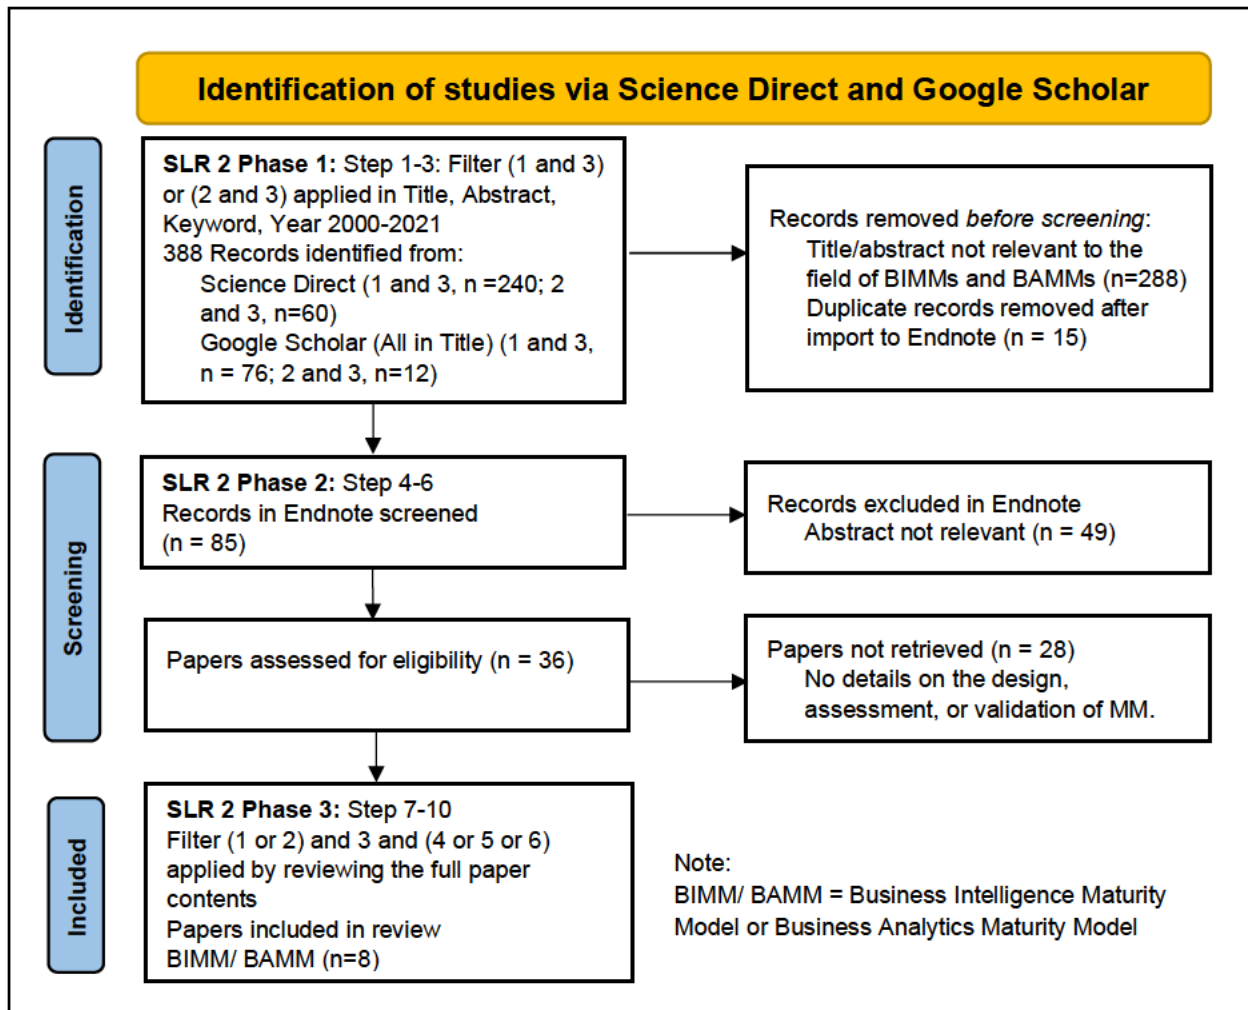 Identification of studies via Science Direct and Google Scholar
Identification
SLR 2 Phase 1: Step 1-3: Filter (1 and 3)
or (2 and 3) applied in Title, Abstract,
Keyword, Year 2000-2021
388 Records identified from:
Science Direct (1 and 3, n =240; 2
and 3, n=60)
Google Scholar (All in Title) (1 and 3,
n = 76; 2 and 3, n=12)
Records removed before screening:
Title/abstract not relevant to the
field of BIMMs and BAMMs (n=288)
Duplicate records removed after
import to Endnote (n = 15)
Screening
SLR 2 Phase 2: Step 4-6
Records in Endnote screened
(n = 85)
Records excluded in Endnote
Abstract not relevant (n = 49)
Papers assessed for eligibility (n = 36)
Papers not retrieved (n = 28)
No details on the design,
assessment, or validation of MM.
Included
SLR 2 Phase 3: Step 7-10
Filter (1 or 2) and 3 and (4 or 5 or 6)
applied by reviewing the full paper
contents
Papers included in review
BIMM/ BAMM (n=8)
Note:
BIMM/ BAMM = Business Intelligence Maturity
Model or Business Analytics Maturity Model